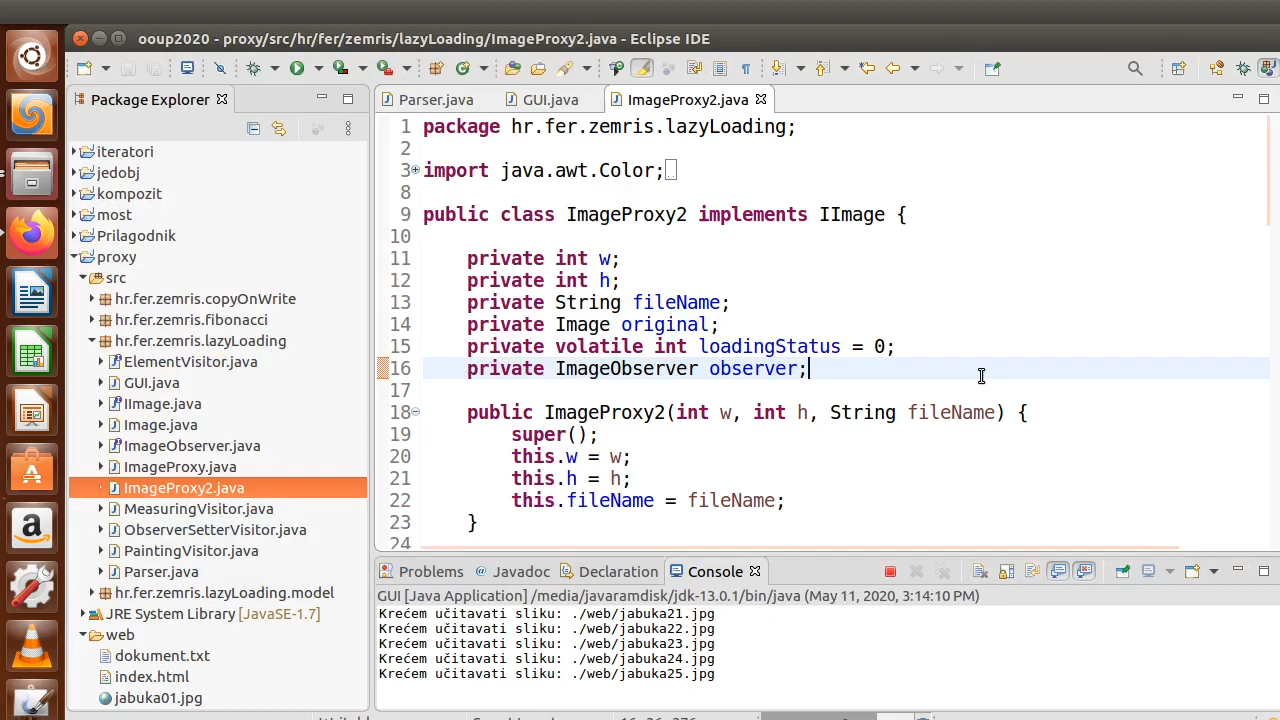 ooup2020 - proxy/src/hr/fer/zemris/lazyLoading/ImageProxy2.java - Eclipse IDE
Package Explorer
iteratori
jedobj
kompozit
most
Prilagodnik
proxy
src
hr.fer.zemris.copyOnWrite
hr.fer.zemris.fibonacci
hr.fer.zemris.lazyLoading
ElementVisitor.java
GUI.java
IImage.java
Image.java
ImageObserver.java
ImageProxy.java
ImageProxy2.java
MeasuringVisitor.java
ObserverSetterVisitor.java
PaintingVisitor.java
Parser.java
hr.fer.zemris.lazyLoading.model
JRE System Library [JavaSE-1.7]
web
dokument.txt
index.html
jabuka01.jpg
Parser.java GUI.java ImageProxy2.java
1 package hr.fer.zemris.lazyLoading;
2
3 import java.awt.Color;
8
9 public class ImageProxy2 implements IImage {
10
11 private int w;
12 private int h;
13 private String fileName;
14 private Image original;
15 private volatile int loadingStatus = 0;
16 private ImageObserver observer;
17
18 public ImageProxy2(int w, int h, String fileName) {
19 super();
20 this.w = w;
21 this.h = h;
22 this.fileName = fileName;
23 }
24
Problems @ Javadoc Declaration Console
GUI [Java Application] /media/javaramdisk/jdk-13.0.1/bin/java (May 11, 2020, 3:14:10 PM)
Krećem učitavati sliku: ./web/jabuka21.jpg
Krećem učitavati sliku: ./web/jabuka22.jpg
Krećem učitavati sliku: ./web/jabuka23.jpg
Krećem učitavati sliku: ./web/jabuka24.jpg
Krećem učitavati sliku: ./web/jabuka25.jpg